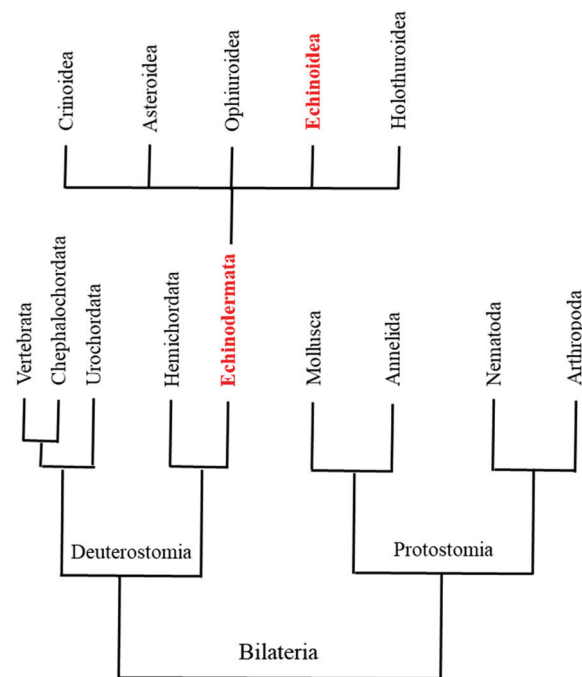 Crinoidea
Asteroidea
Ophiuroidea
Echinoidea
Holothuroidea
Vertebrata
Chephalochordata
Urochordata
Hemichordata
Echinodermata
Mollusca
Annelida
Nematoda
Arthropoda
Deuterostomia
Protostomia
Bilateria